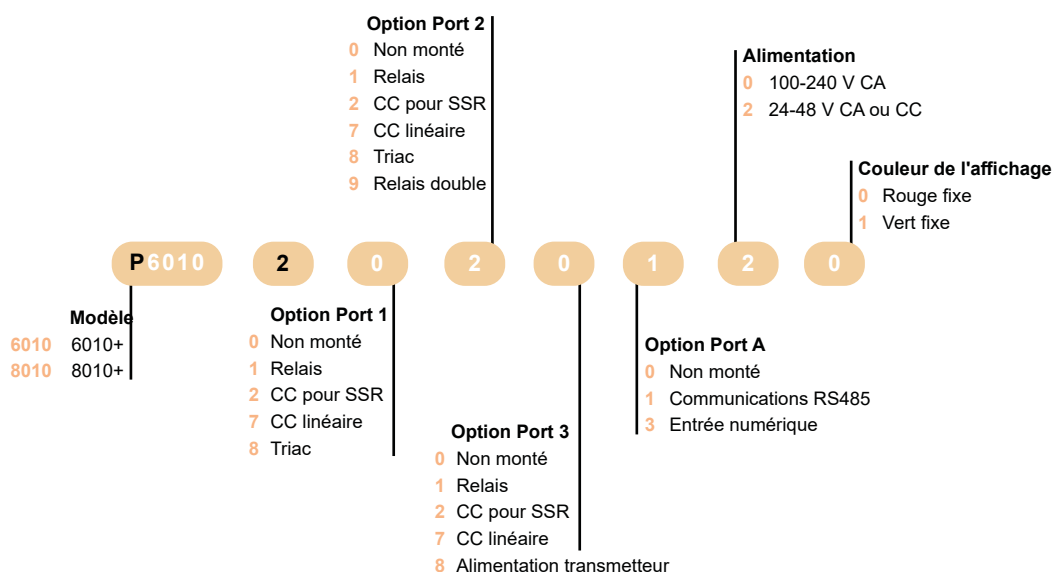 Option Port 2
0 Non monté
1 Relais
2 CC pour SSR
7 CC linéaire
8 Triac
9 Relais double
Alimentation
0 100-240 V CA
2 24-48 V CA ou CC
Couleur de l'affichage
0 Rouge fixe
1 Vert fixe
P6010 2 0 2 0 1 2 0
Modèle
6010 6010+
8010 8010+
Option Port 1
0 Non monté
1 Relais
2 CC pour SSR
7 CC linéaire
8 Triac
Option Port 3
0 Non monté
1 Relais
2 CC pour SSR
7 CC linéaire
8 Alimentation transmetteur
Option Port A
0 Non monté
1 Communications RS485
3 Entrée numérique